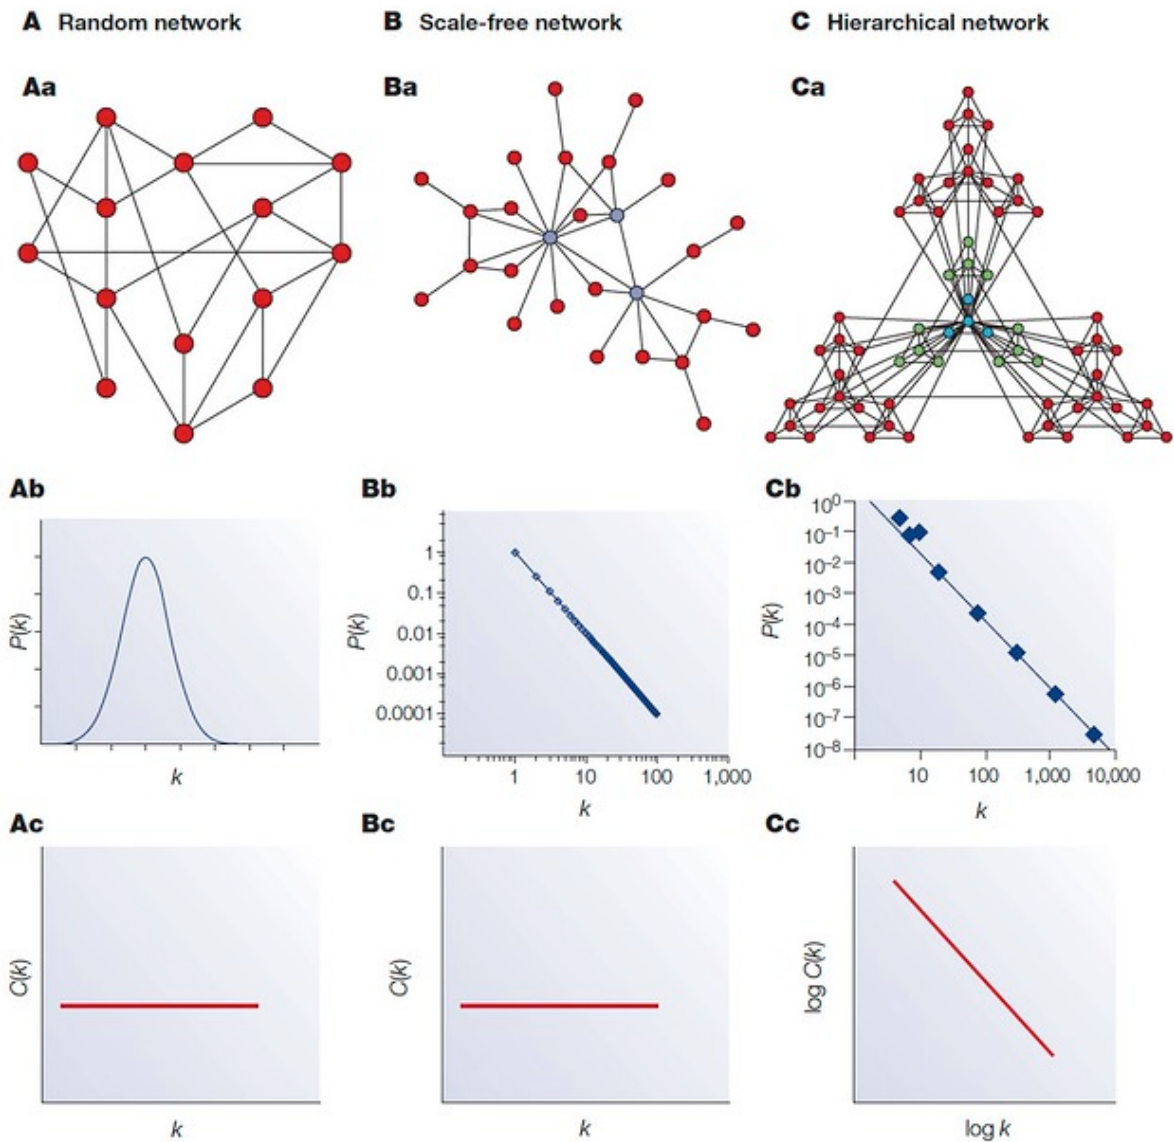 A Random network
B Scale-free network
C Hierarchical network
Aa
Ba
Ca
Ab
P(k)
k
Bb
P(k)
1
0.1
0.01
0.001
0.0001
1 10 100 1,000
k
Cb
P(k)
10⁰
10⁻¹
10⁻²
10⁻³
10⁻⁴
10⁻⁵
10⁻⁶
10⁻⁷
10⁻⁸
10 100 1,000 10,000
k
Ac
C(k)
k
Bc
C(k)
k
Cc
log C(k)
log k